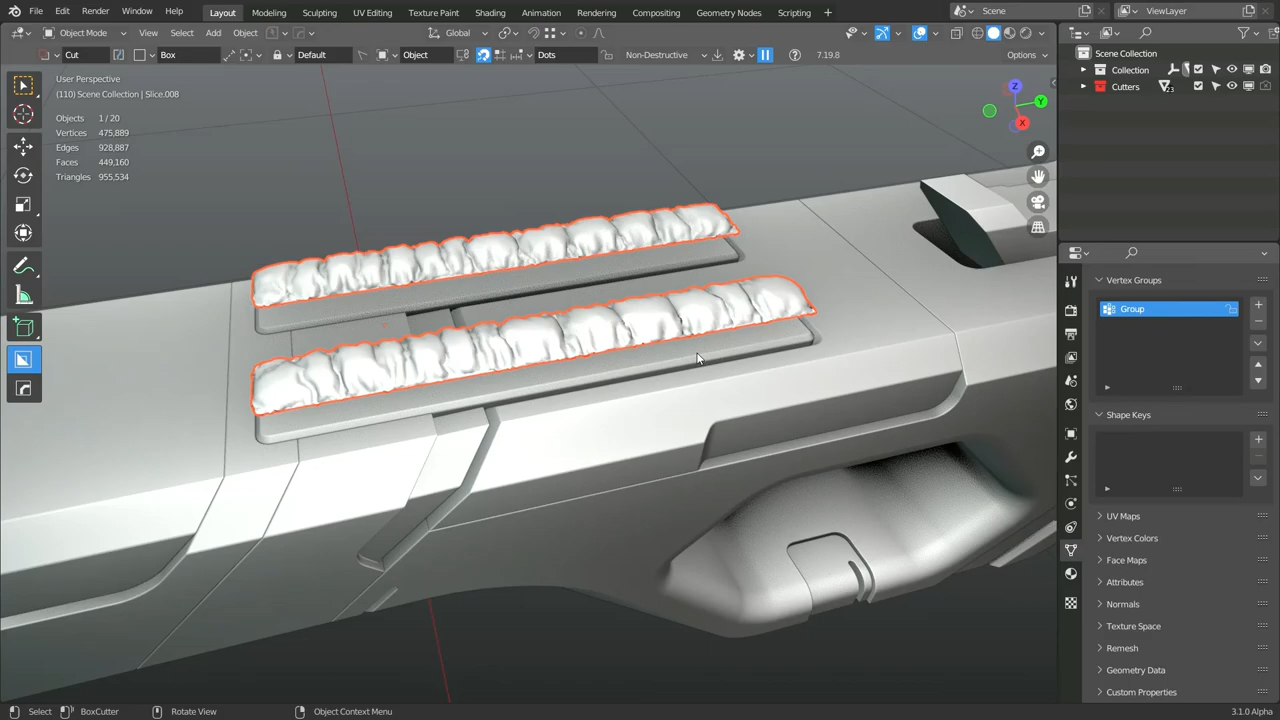 File Edit Render Window Help Layout Modeling Sculpting UV Editing Texture Paint Shading Animation Rendering Compositing Geometry Nodes Scripting + Scene ViewLayer
Object Mode View Select Add Object Global
Cut Box Default Object Dots Non-Destructive 7.19.8 Options
User Perspective
(110) Scene Collection | Slice.008
Objects 1 / 20
Vertices 475,889
Edges 928,887
Faces 449,160
Triangles 955,534
Z
Y
X
Scene Collection
Collection
Cutters 23
Vertex Groups
Group
Shape Keys
UV Maps
Vertex Colors
Face Maps
Attributes
Normals
Texture Space
Remesh
Geometry Data
Custom Properties
Select BoxCutter Rotate View Object Context Menu 3.1.0 Alpha